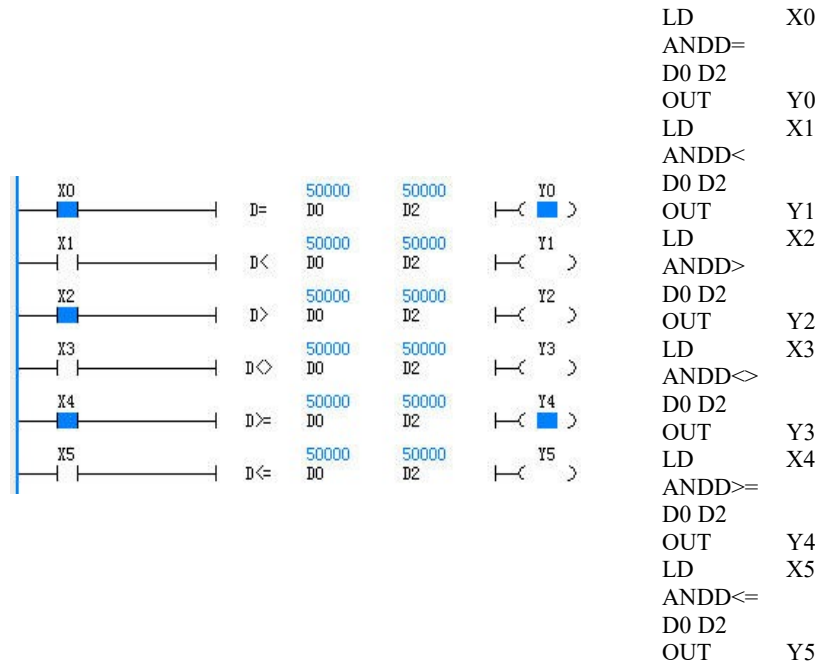 X0 50000 50000 Y0
D= D0 D2
X1 50000 50000 Y1
D< D0 D2
X2 50000 50000 Y2
D> D0 D2
X3 50000 50000 Y3
D<> D0 D2
X4 50000 50000 Y4
D>= D0 D2
X5 50000 50000 Y5
D<= D0 D2
LD X0
ANDD=
D0 D2
OUT Y0
LD X1
ANDD<
D0 D2
OUT Y1
LD X2
ANDD>
D0 D2
OUT Y2
LD X3
ANDD<>
D0 D2
OUT Y3
LD X4
ANDD>=
D0 D2
OUT Y4
LD X5
ANDD<=
D0 D2
OUT Y5